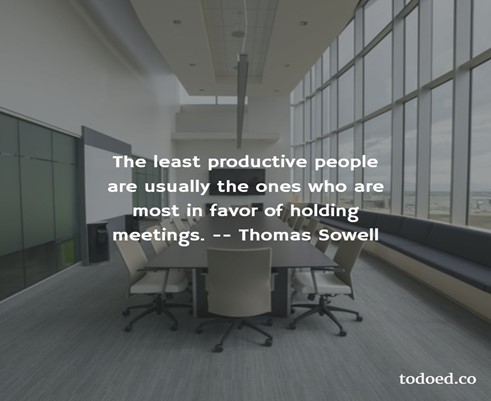 The least productive people
are usually the ones who are
most in favor of holding
meetings. -- Thomas Sowell
todoed.co